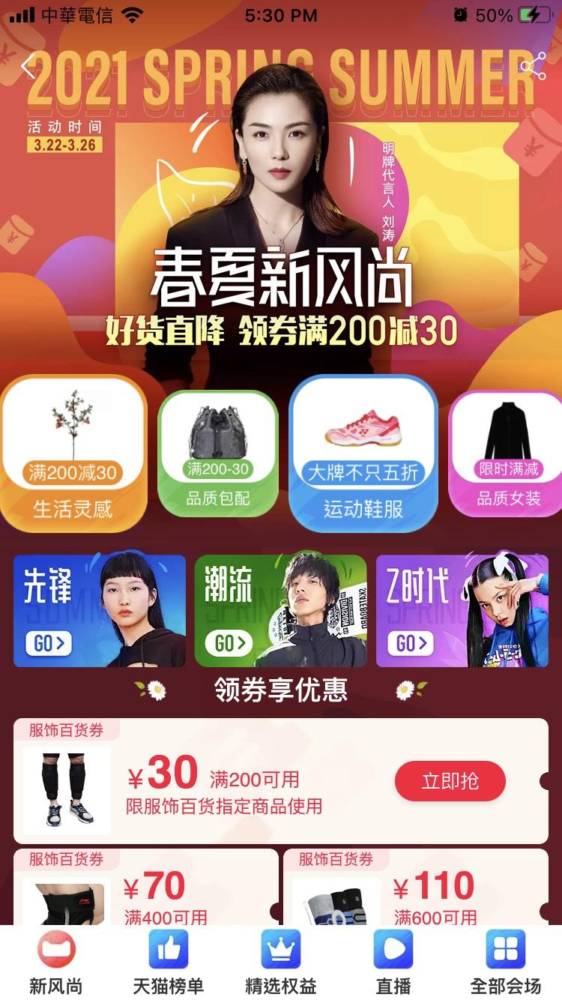 中華電信
5:30 PM
50%
2021 SPRING SUMMER
活动时间
3.22-3.26
明牌代言人 刘涛
春夏新风尚
好货直降 领券满200减30
满200减30
生活灵感
满200-30
品质包配
大牌不只五折
运动鞋服
限时满减
品质女装
先锋
GO >
潮流
GO >
Z时代
GO >
领券享优惠
服饰百货券
¥30 满200可用
限服饰百货指定商品使用
立即抢
服饰百货券
¥70
满400可用
服饰百货券
¥110
满600可用
新风尚
天猫榜单
精选权益
直播
全部会场